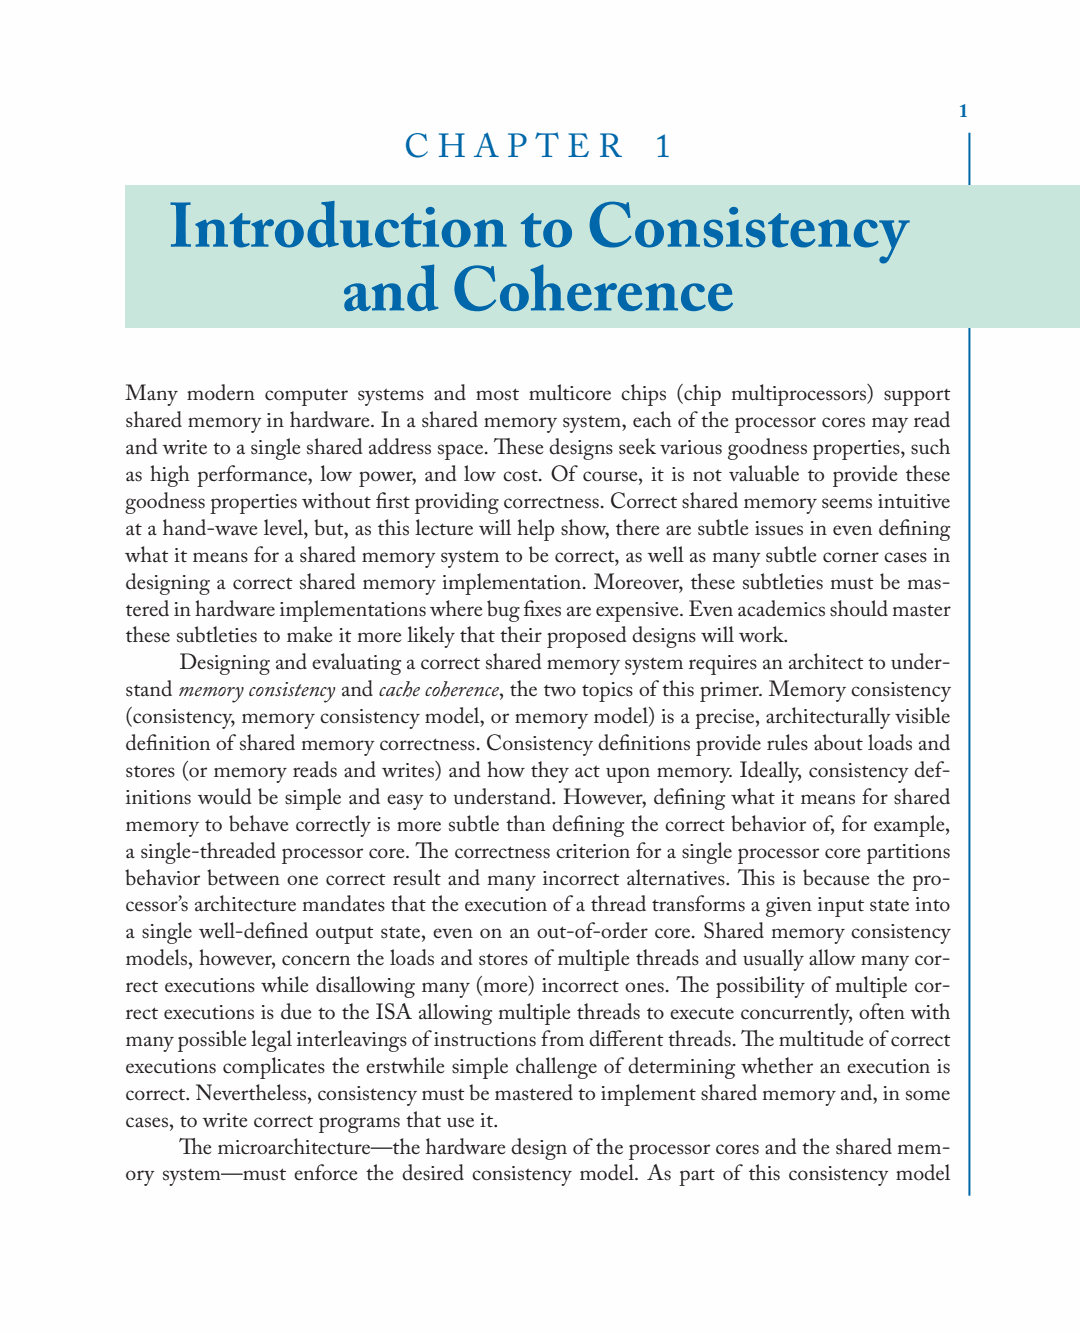 1
CHAPTER 1
Introduction to Consistency
and Coherence
Many modern computer systems and most multicore chips (chip multiprocessors) support
shared memory in hardware. In a shared memory system, each of the processor cores may read
and write to a single shared address space. These designs seek various goodness properties, such
as high performance, low power, and low cost. Of course, it is not valuable to provide these
goodness properties without first providing correctness. Correct shared memory seems intuitive
at a hand-wave level, but, as this lecture will help show, there are subtle issues in even defining
what it means for a shared memory system to be correct, as well as many subtle corner cases in
designing a correct shared memory implementation. Moreover, these subtleties must be mas-
tered in hardware implementations where bug fixes are expensive. Even academics should master
these subtleties to make it more likely that their proposed designs will work.
Designing and evaluating a correct shared memory system requires an architect to under-
stand memory consistency and cache coherence, the two topics of this primer. Memory consistency
(consistency, memory consistency model, or memory model) is a precise, architecturally visible
definition of shared memory correctness. Consistency definitions provide rules about loads and
stores (or memory reads and writes) and how they act upon memory. Ideally, consistency def-
initions would be simple and easy to understand. However, defining what it means for shared
memory to behave correctly is more subtle than defining the correct behavior of, for example,
a single-threaded processor core. The correctness criterion for a single processor core partitions
behavior between one correct result and many incorrect alternatives. This is because the pro-
cessor’s architecture mandates that the execution of a thread transforms a given input state into
a single well-defined output state, even on an out-of-order core. Shared memory consistency
models, however, concern the loads and stores of multiple threads and usually allow many cor-
rect executions while disallowing many (more) incorrect ones. The possibility of multiple cor-
rect executions is due to the ISA allowing multiple threads to execute concurrently, often with
many possible legal interleavings of instructions from different threads. The multitude of correct
executions complicates the erstwhile simple challenge of determining whether an execution is
correct. Nevertheless, consistency must be mastered to implement shared memory and, in some
cases, to write correct programs that use it.
The microarchitecture—the hardware design of the processor cores and the shared mem-
ory system—must enforce the desired consistency model. As part of this consistency model